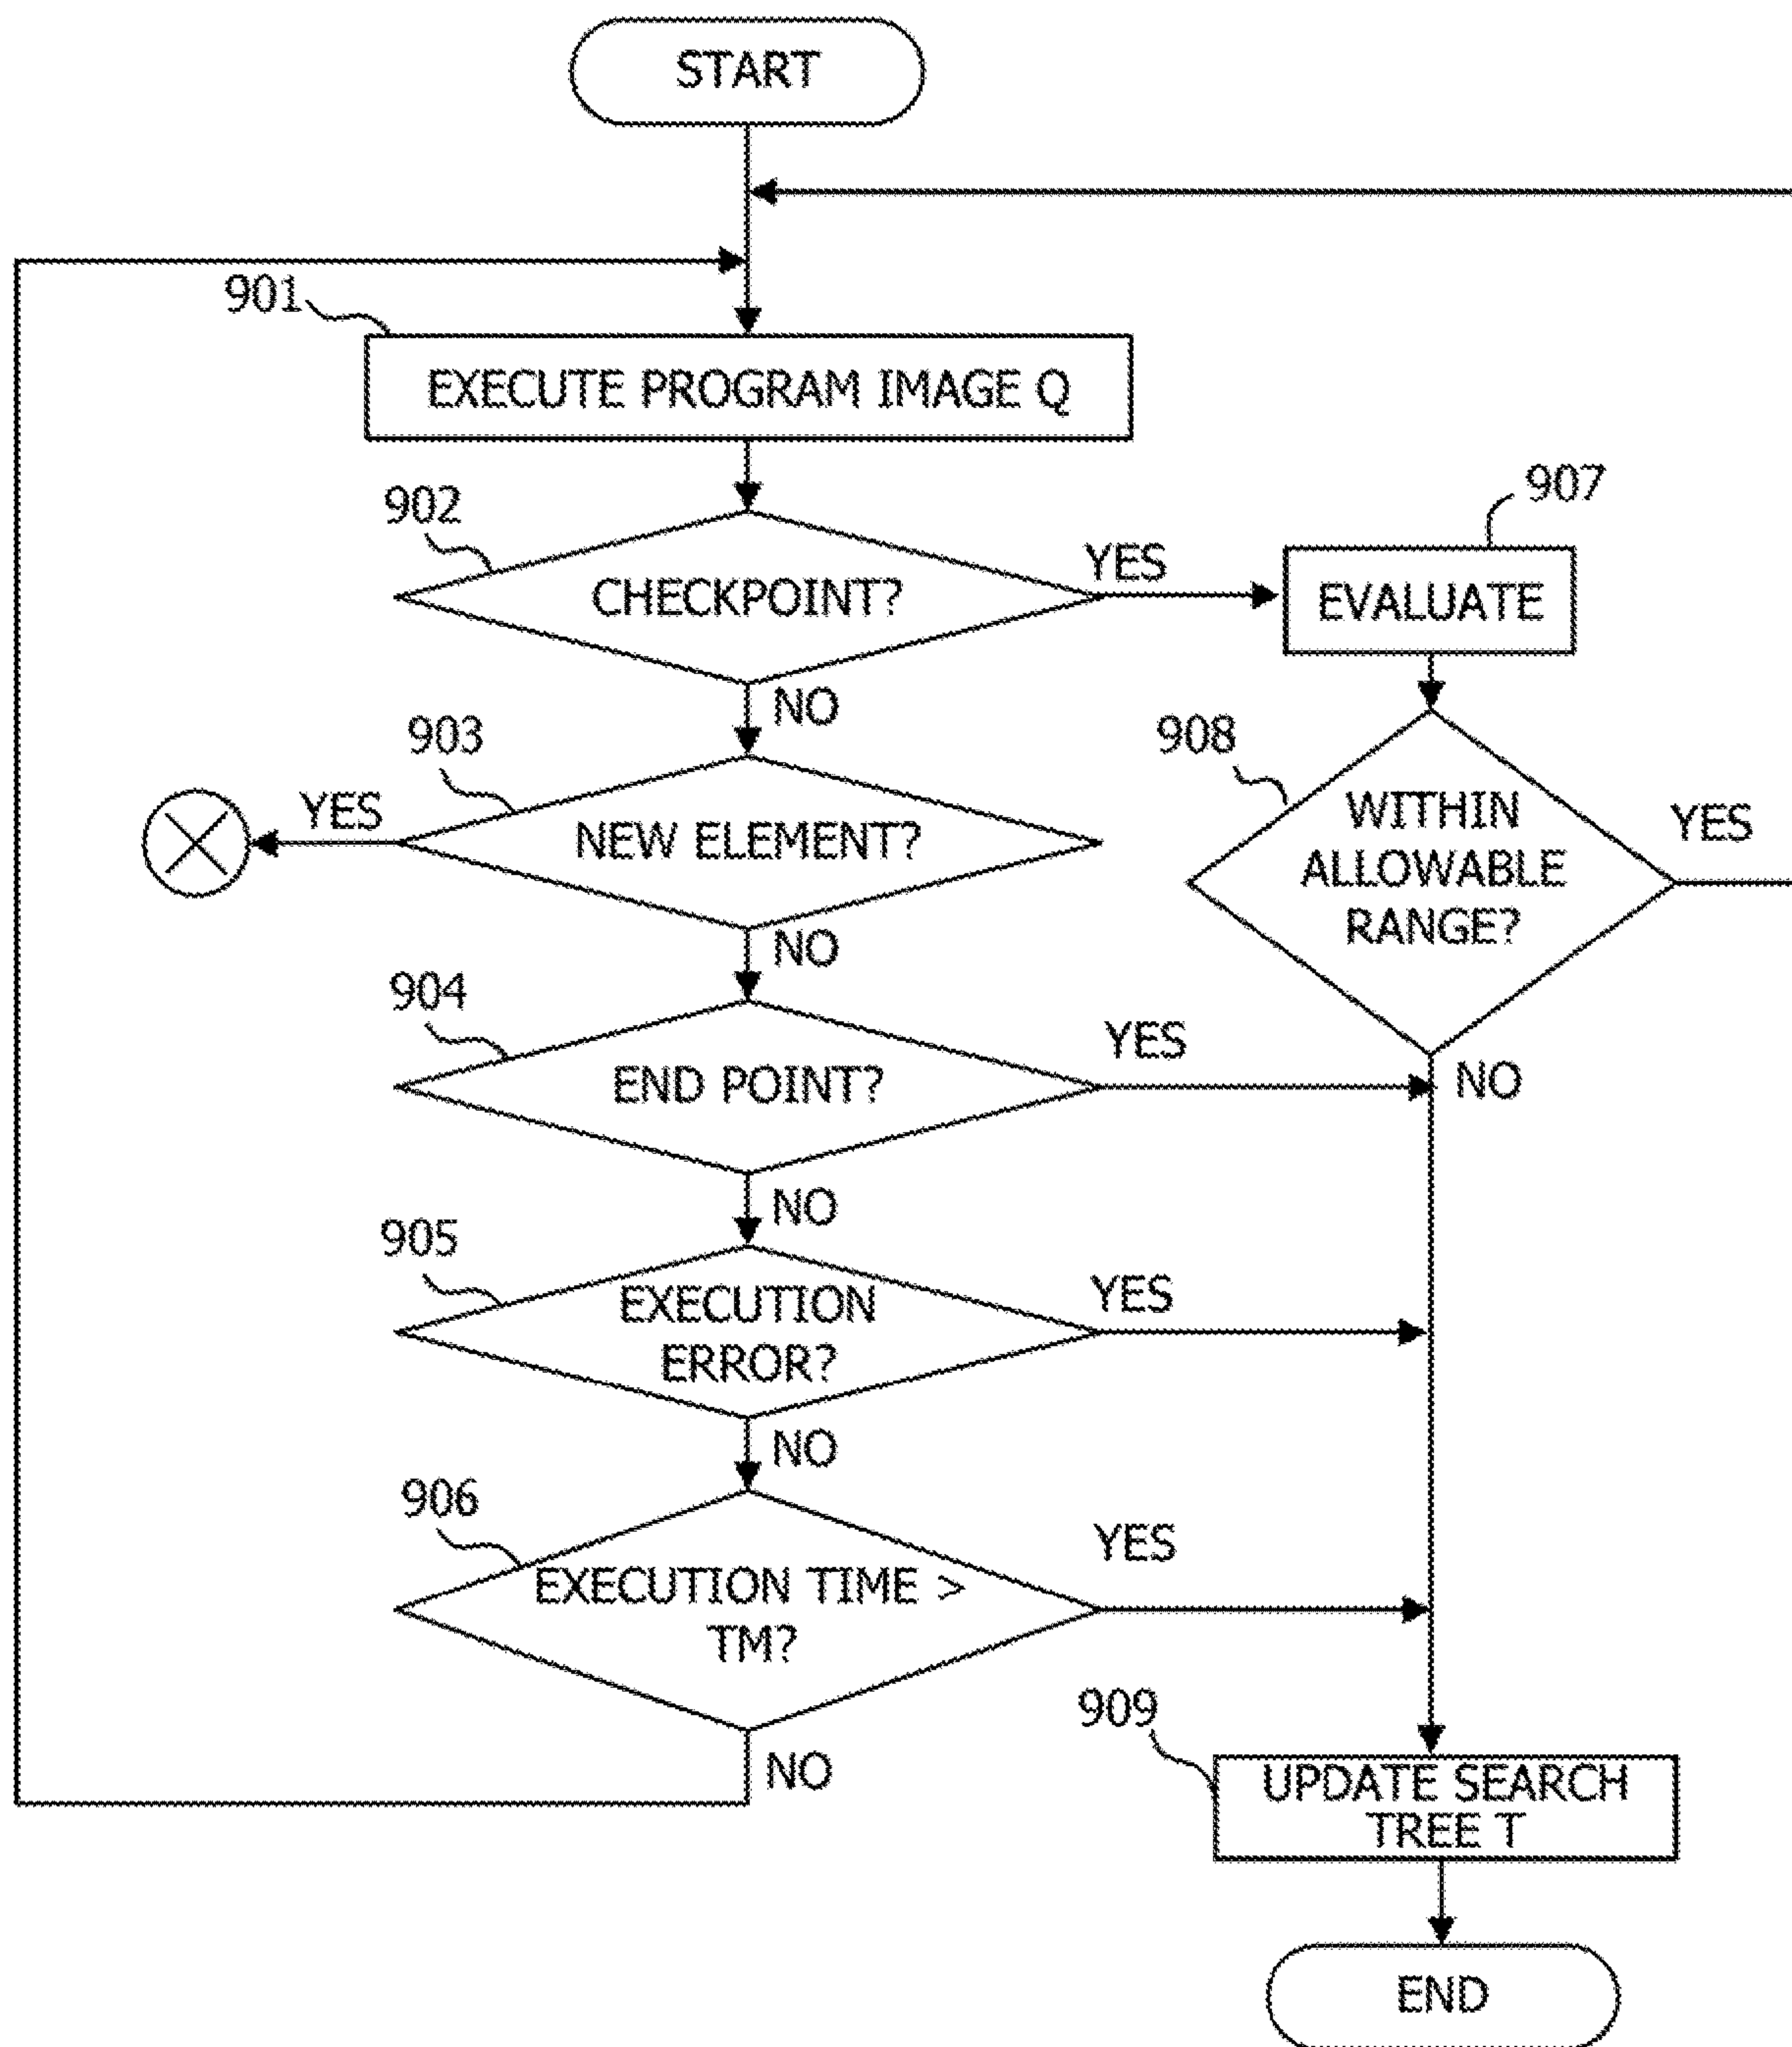 START
901
EXECUTE PROGRAM IMAGE Q
902
CHECKPOINT?
YES
907
EVALUATE
NO
903
NEW ELEMENT?
YES
908
WITHIN
ALLOWABLE
RANGE?
YES
NO
NO
904
END POINT?
YES
NO
905
EXECUTION
ERROR?
YES
NO
906
EXECUTION TIME >
TM?
YES
NO
909
UPDATE SEARCH
TREE T
END